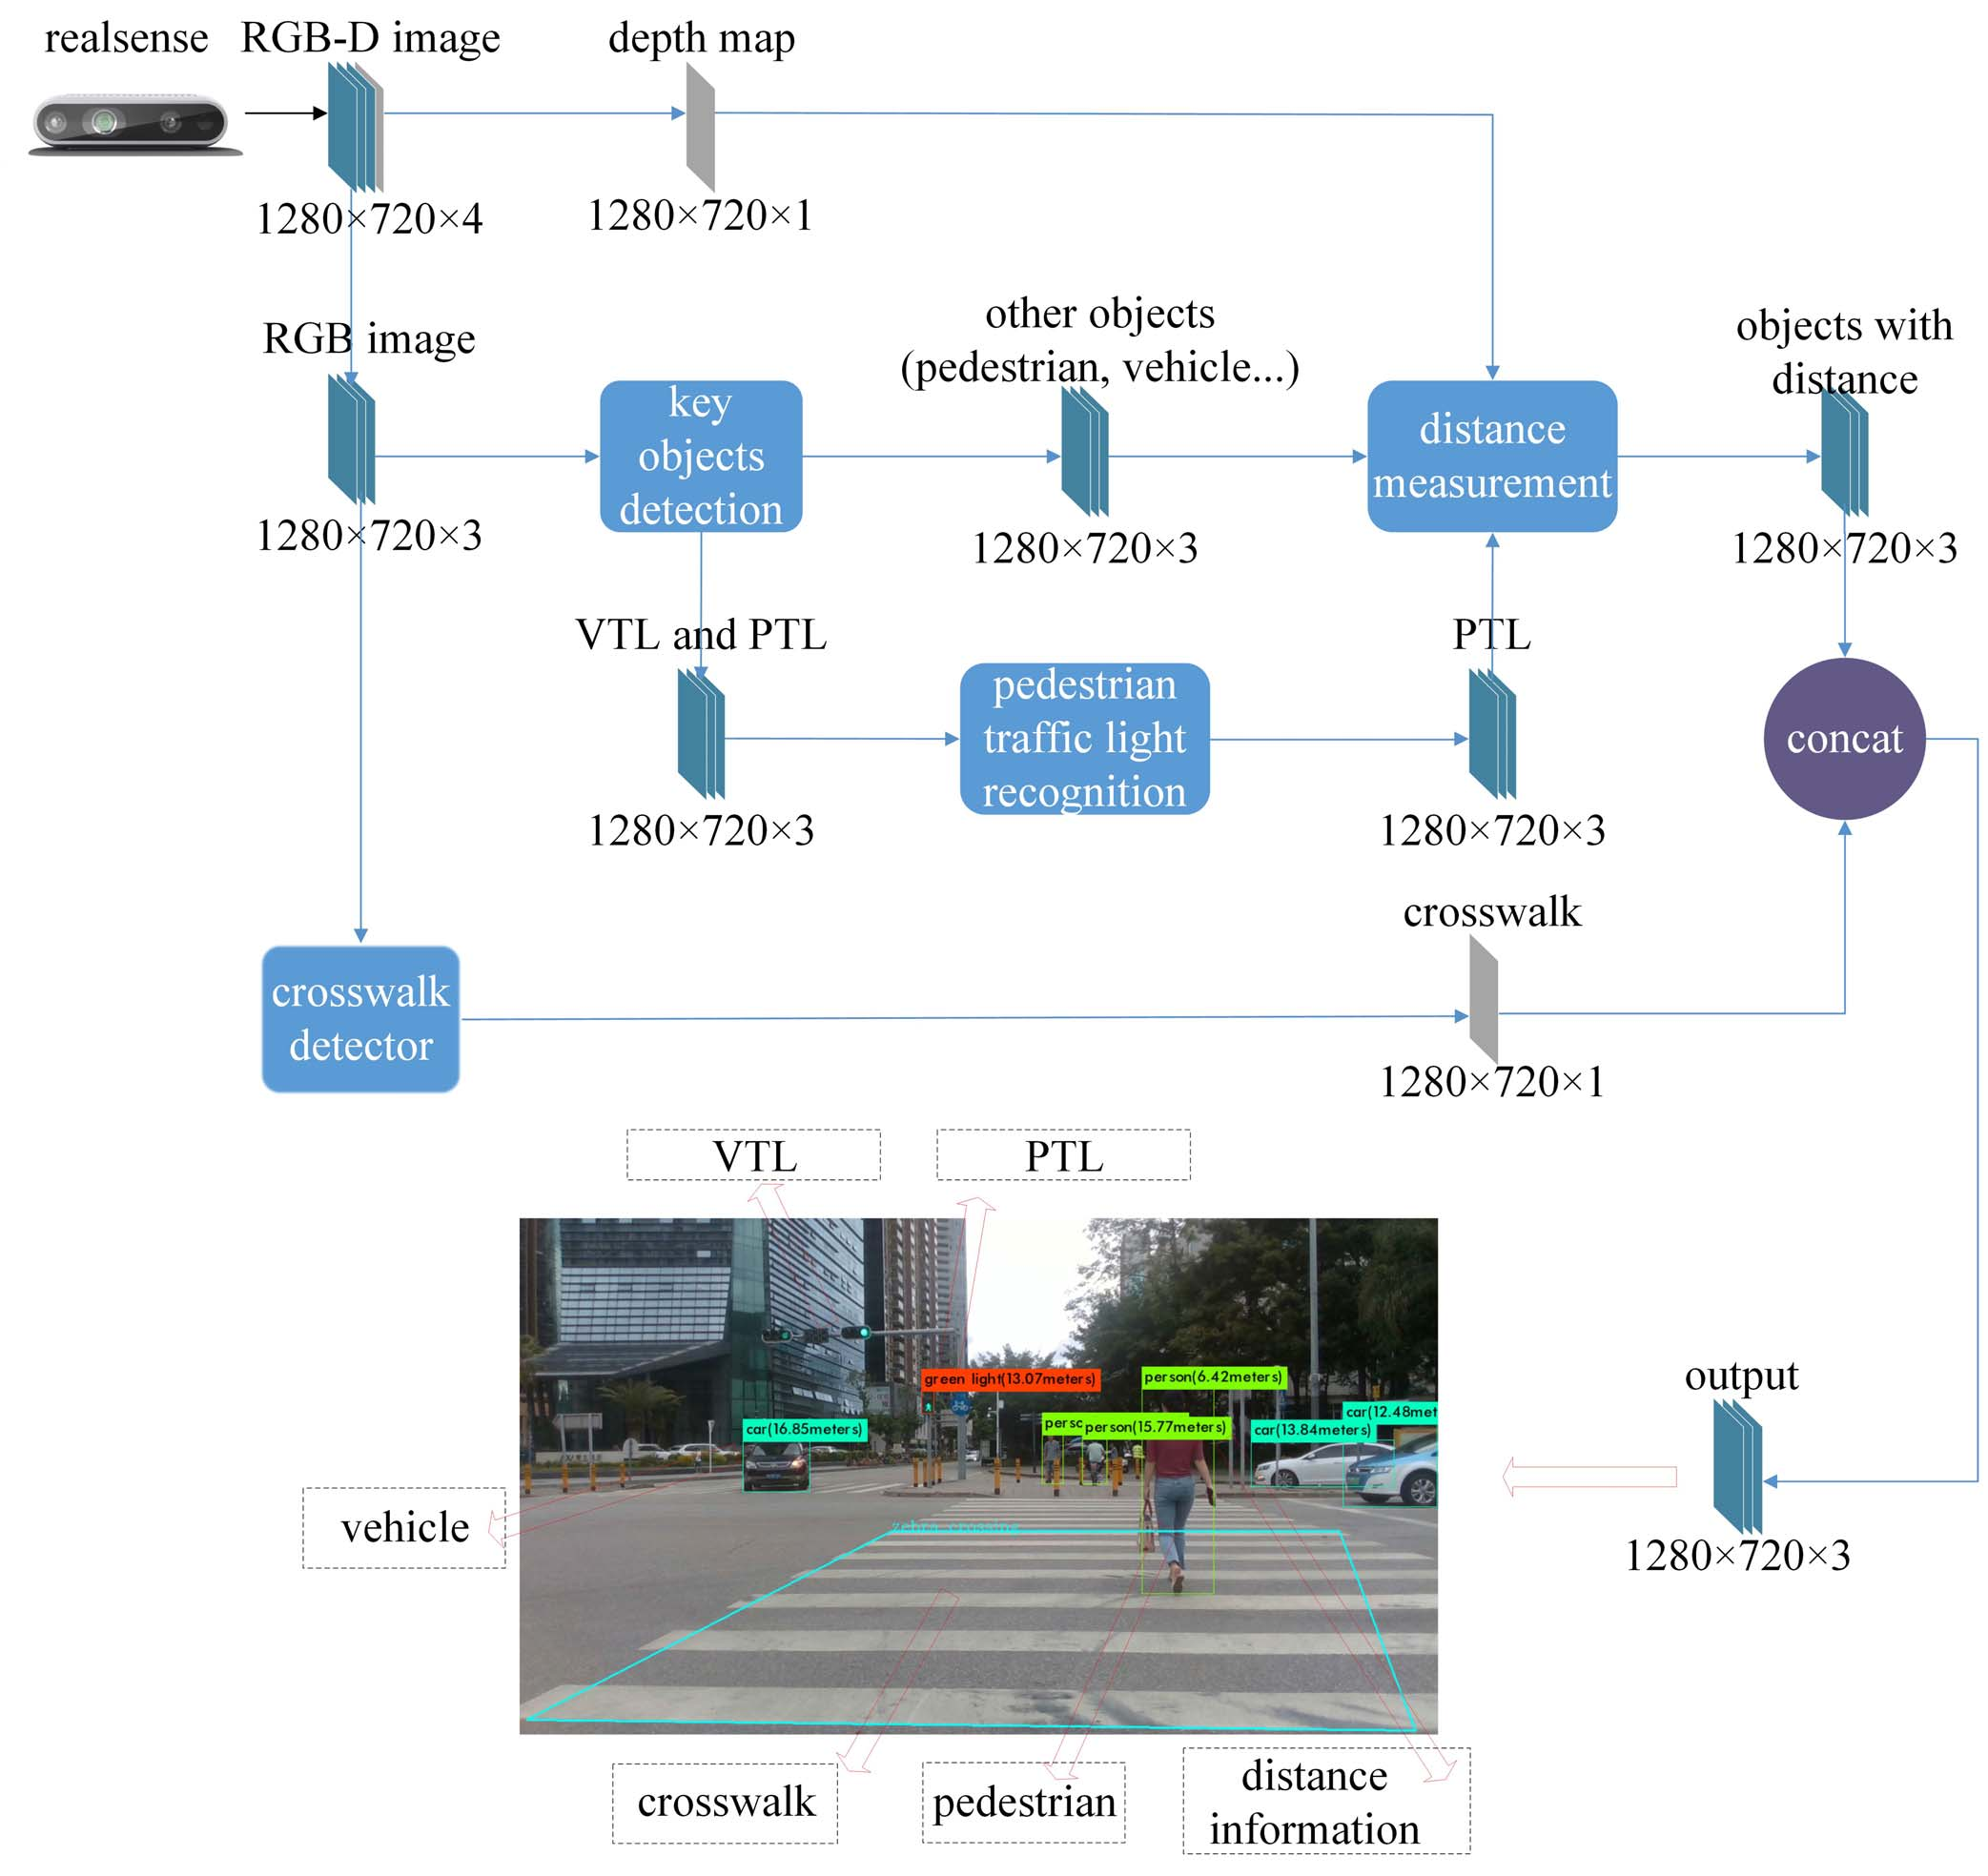 realsense
RGB-D image
depth map
1280×720×4
1280×720×1
RGB image
other objects
(pedestrian, vehicle...)
objects with
distance
key
objects
detection
distance
measurement
1280×720×3
1280×720×3
1280×720×3
VTL and PTL
PTL
pedestrian
traffic light
recognition
concat
1280×720×3
1280×720×3
crosswalk
crosswalk
detector
1280×720×1
VTL
PTL
green light(13.07meters)
person(6.42meters)
car(16.85meters)
perso
person(15.77meters)
car(13.84meters)
car(12.48met
zebra crossing
output
1280×720×3
vehicle
crosswalk
pedestrian
distance
information